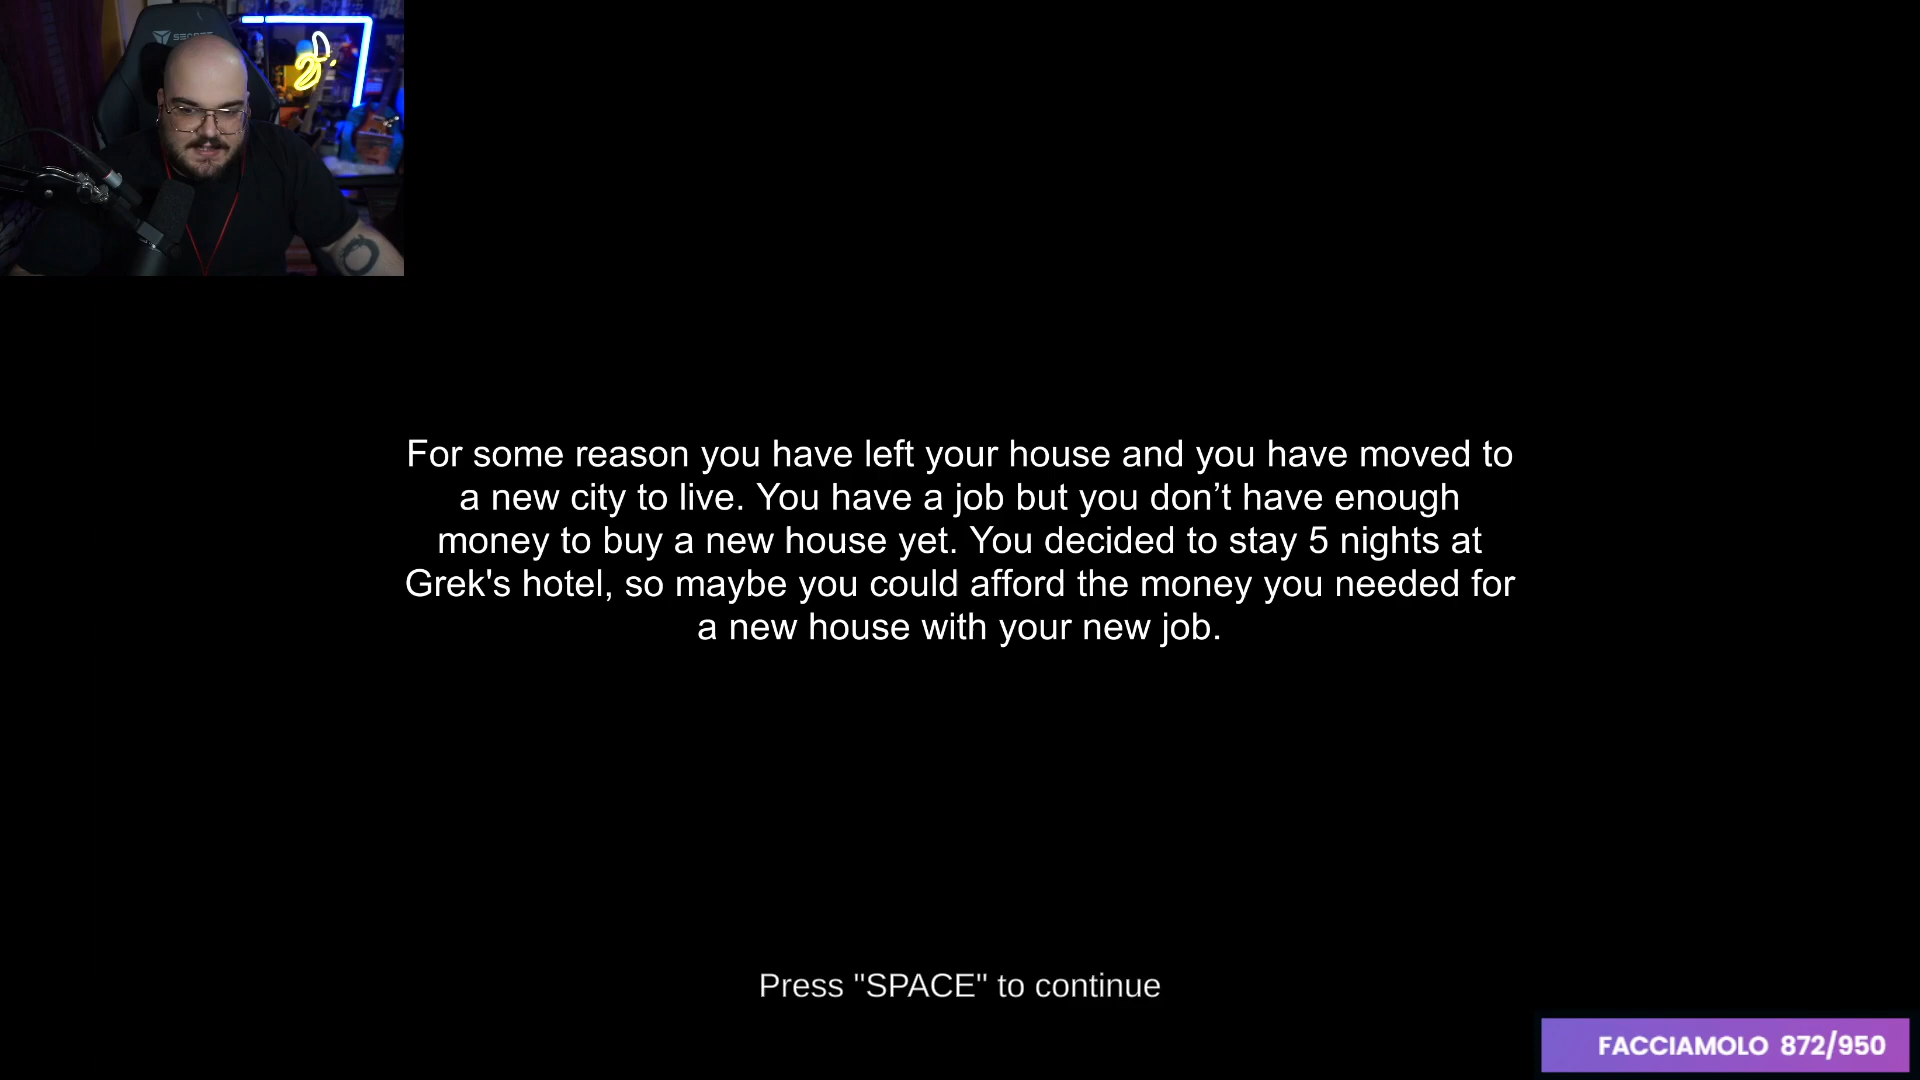 For some reason you have left your house and you have moved to
a new city to live. You have a job but you don’t have enough
money to buy a new house yet. You decided to stay 5 nights at
Grek's hotel, so maybe you could afford the money you needed for
a new house with your new job.
Press "SPACE" to continue
FACCIAMOLO 872/950